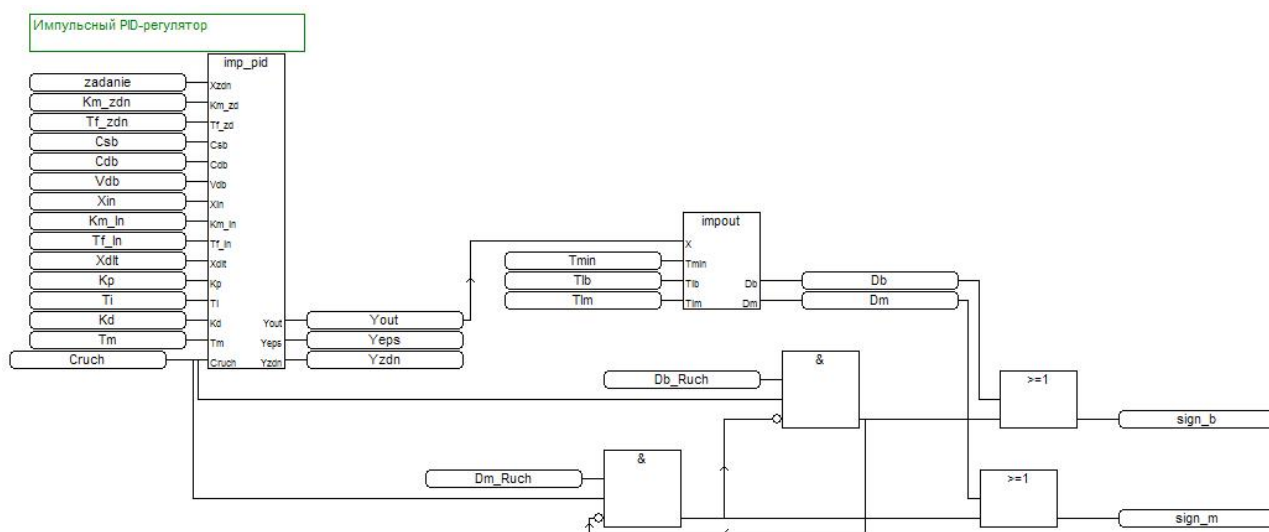 Импульсный PID-регулятор
imp_pid
zadanie Xzdn
Km_zdn Km_zd
Tf_zdn Tf_zd
Csb Csb
Cdb Cdb
Vdb Vdb
Xin Xin
Km_In Km_in
Tf_In Tf_in
Xdlt Xdlt
Kp Kp
Ti Ti
Kd Kd Yout Yout
Tm Tm Yeps Yeps
Cruch Cruch Yzdn Yzdn
impout
X
Tmin Tmin
Tlb Tlb Db Db
Tlm Tlm Dm Dm
&
Db_Ruch
>=1
sign_b
&
Dm_Ruch
>=1
sign_m